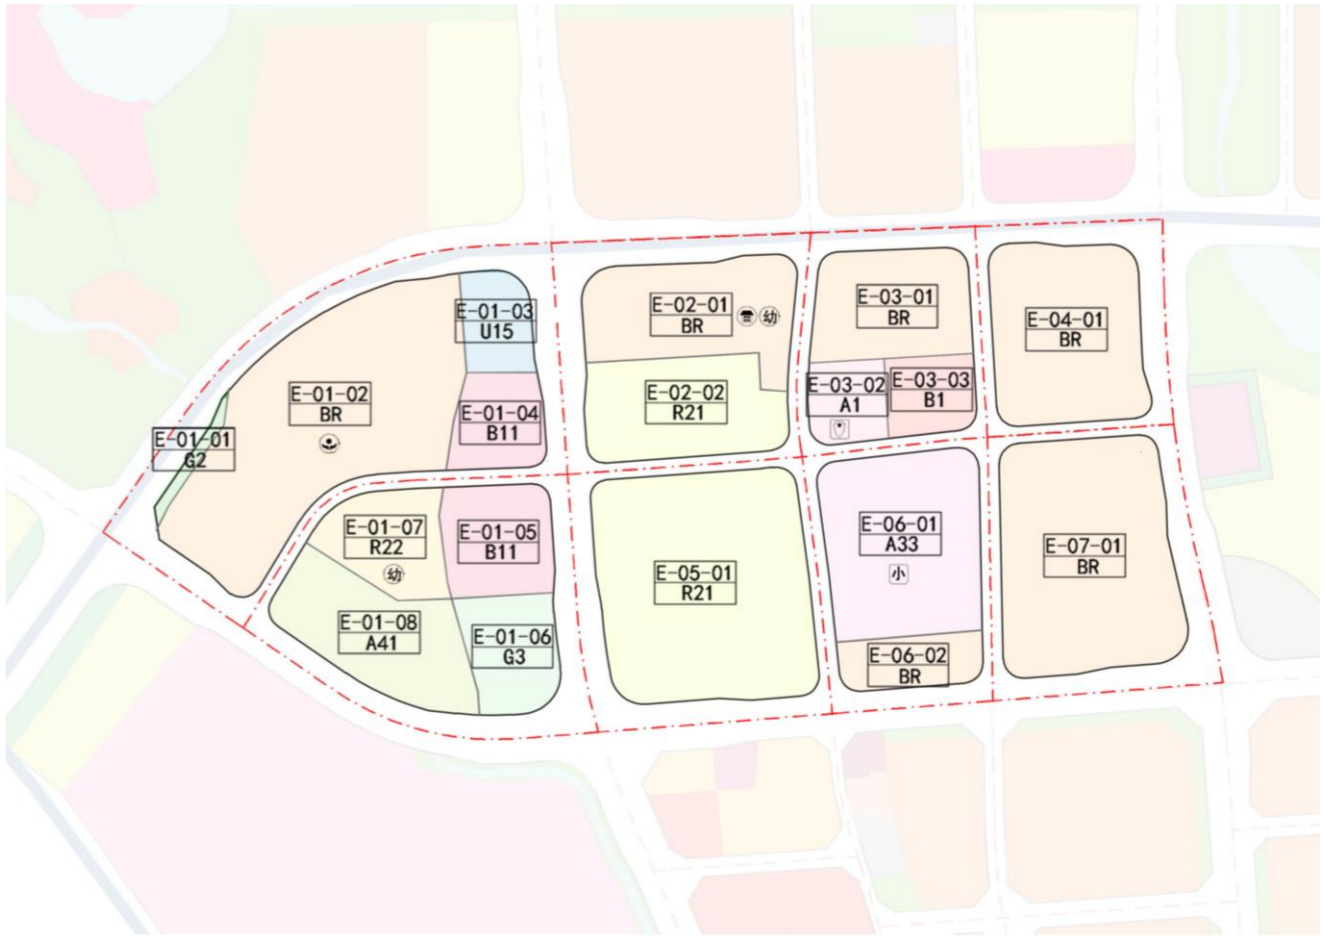 E-01-03
U15
E-02-01
BR
幼
E-03-01
BR
E-04-01
BR
E-01-02
BR
E-01-04
B11
E-02-02
R21
E-03-02
A1
E-03-03
B1
E-01-01
G2
E-01-07
R22
幼
E-01-05
B11
E-05-01
R21
E-06-01
A33
小
E-07-01
BR
E-01-08
A41
E-01-06
G3
E-06-02
BR